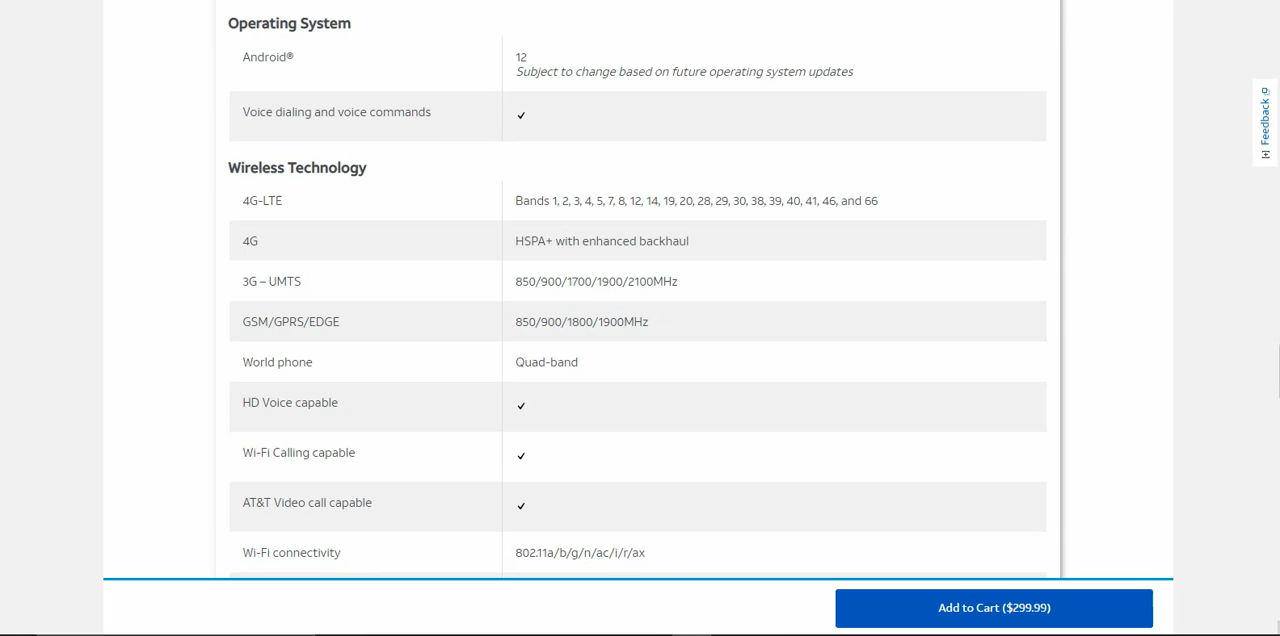 Operating System
Android®
12
Subject to change based on future operating system updates
Voice dialing and voice commands
✓
Wireless Technology
4G-LTE
Bands 1, 2, 3, 4, 5, 7, 8, 12, 14, 19, 20, 28, 29, 30, 38, 39, 40, 41, 46, and 66
4G
HSPA+ with enhanced backhaul
3G – UMTS
850/900/1700/1900/2100MHz
GSM/GPRS/EDGE
850/900/1800/1900MHz
World phone
Quad-band
HD Voice capable
✓
Wi-Fi Calling capable
✓
AT&T Video call capable
✓
Wi-Fi connectivity
802.11a/b/g/n/ac/i/r/ax
Add to Cart ($299.99)
[+] Feedback